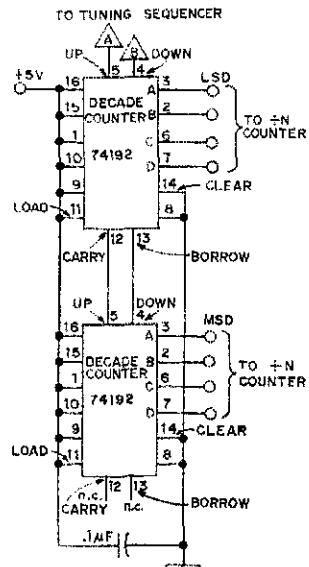 TO TUNING SEQUENCER
A B
UP 5 4 DOWN
+5V
16 A 3 LSD
15 DECADE COUNTER B 2
1 C 6 TO ÷N COUNTER
10 74192 D 7
9 14 CLEAR
LOAD 11 8
CARRY 12 13 BORROW
UP 5 4 DOWN
16 A 3 MSD
15 DECADE COUNTER B 2
1 C 6 TO ÷N COUNTER
10 74192 D 7
9 14 CLEAR
LOAD 11 8
n.c. 12 13 n.c.
CARRY BORROW
.1µF